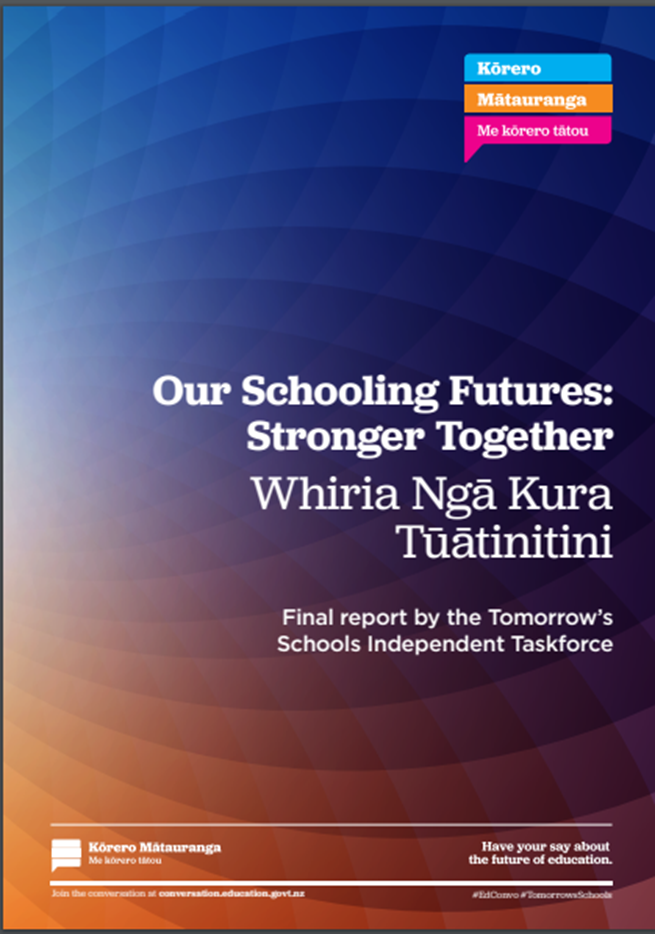 Kōrero
Mātauranga
Me kōrero tātou
Our Schooling Futures:
Stronger Together
Whiria Ngā Kura
Tūātinitini
Final report by the Tomorrow's
Schools Independent Taskforce
Kōrero Mātauranga
Me kōrero tātou
Have your say about
the future of education.
Join the conversation at conversation.education.govt.nz
#EdConvo #TomorrowsSchools